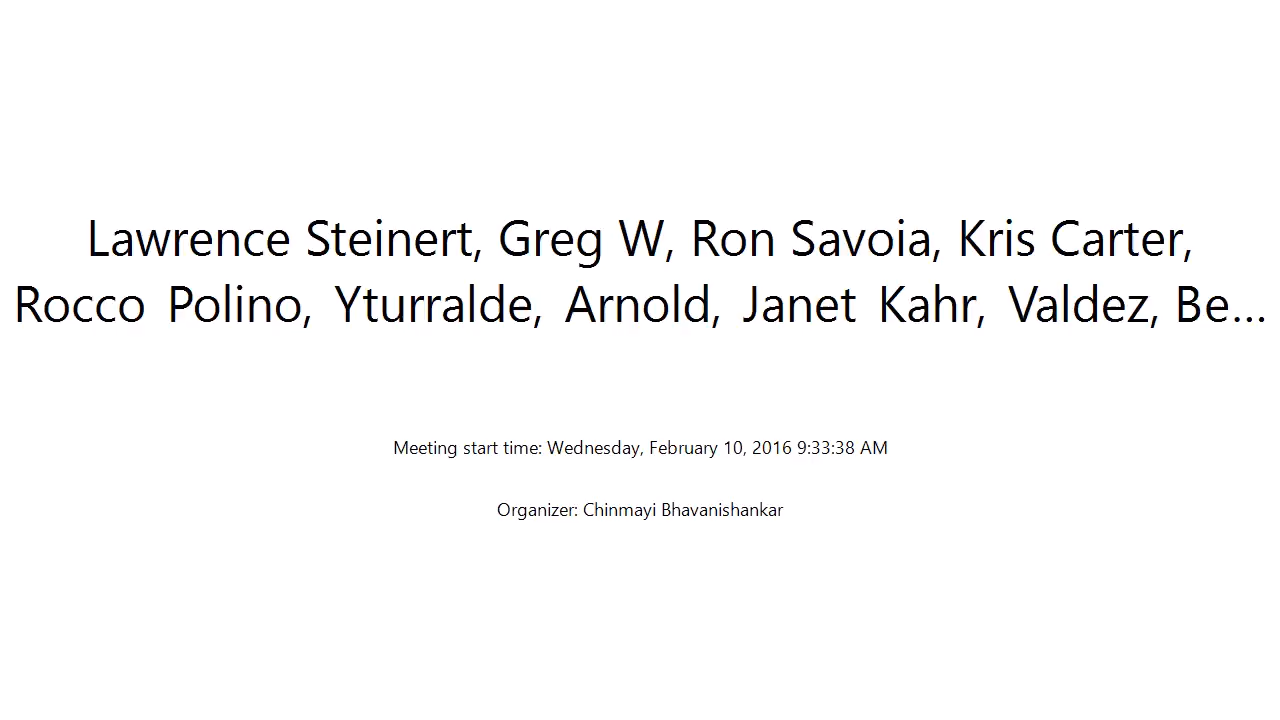 Lawrence Steinert, Greg W, Ron Savoia, Kris Carter,
Rocco Polino, Yturralde, Arnold, Janet Kahr, Valdez, Be...
Meeting start time: Wednesday, February 10, 2016 9:33:38 AM
Organizer: Chinmayi Bhavanishankar